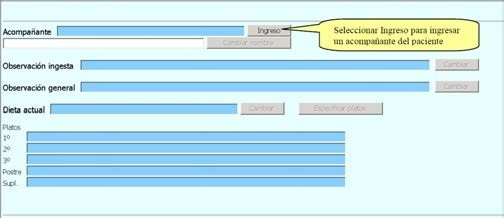 Acompañante Ingreso
Seleccionar Ingreso para ingresar
un acompañante del paciente
Cambiar nombre
Observación ingesta Cambiar
Observación general Cambiar
Dieta actual Cambiar Especificar platos
Platos
1º
2º
3º
Postre
Supl.